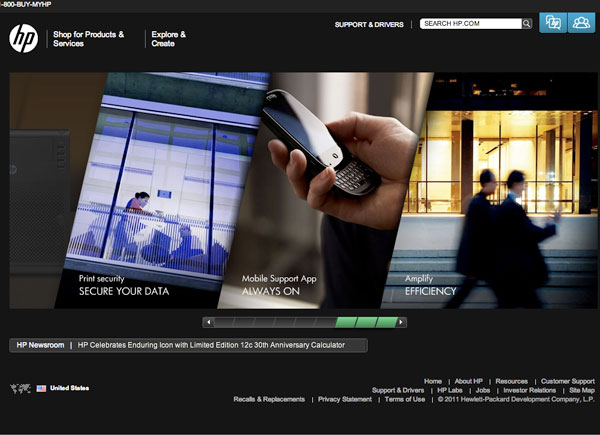 -800-BUY-MYHP
hp
Shop for Products & Services
Explore & Create
SUPPORT & DRIVERS | SEARCH HP.COM
Print security
SECURE YOUR DATA
Mobile Support App
ALWAYS ON
Amplify
EFFICIENCY
HP Newsroom | HP Celebrates Enduring Icon with Limited Edition 12c 30th Anniversary Calculator
United States
Home | About HP | Resources | Customer Support
Support & Drivers | HP Labs | Jobs | Investor Relations | Site Map
Recalls & Replacements | Privacy Statement | Terms of Use | © 2011 Hewlett-Packard Development Company, L.P.